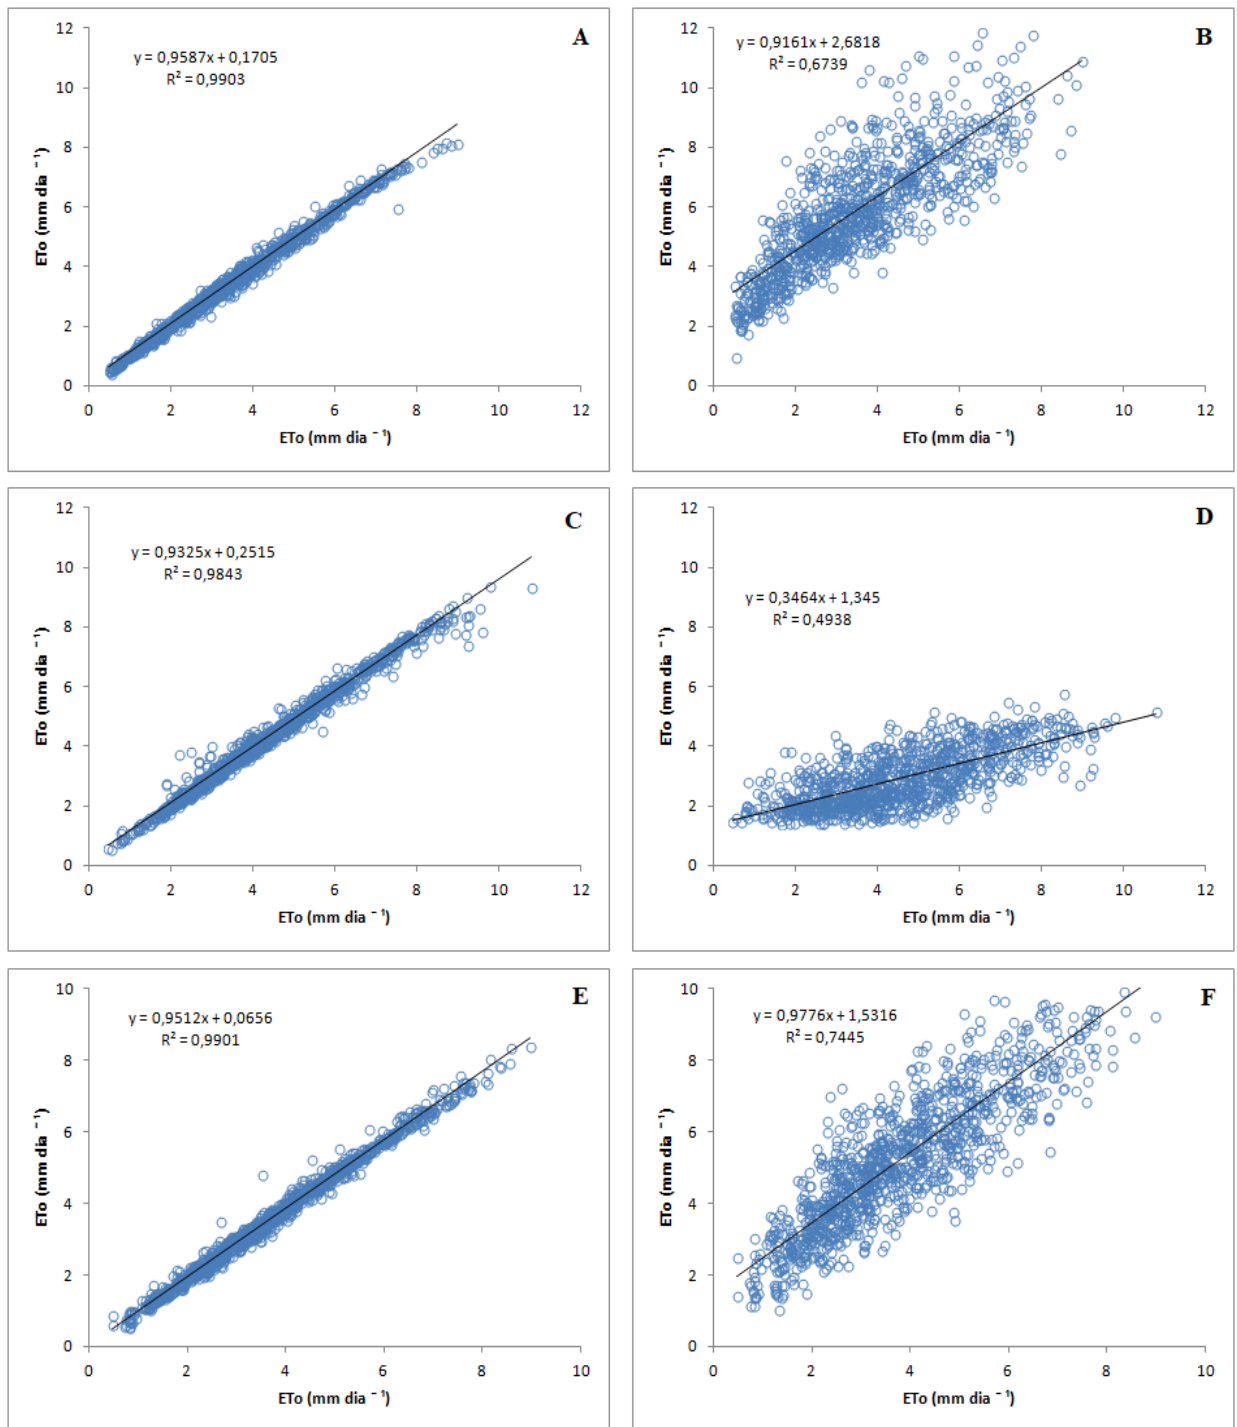 A
y = 0,9587x + 0,1705
R² = 0,9903
ETo (mm dia ⁻¹)
12
10
8
6
4
2
0
0 2 4 6 8 10 12
ETo (mm dia ⁻¹)
B
y = 0,9161x + 2,6818
R² = 0,6739
ETo (mm dia ⁻¹)
12
10
8
6
4
2
0
0 2 4 6 8 10 12
ETo (mm dia ⁻¹)
C
y = 0,9325x + 0,2515
R² = 0,9843
ETo (mm dia ⁻¹)
12
10
8
6
4
2
0
0 2 4 6 8 10 12
ETo (mm dia ⁻¹)
D
y = 0,3464x + 1,345
R² = 0,4938
ETo (mm dia ⁻¹)
12
10
8
6
4
2
0
0 2 4 6 8 10 12
ETo (mm dia ⁻¹)
E
y = 0,9512x + 0,0656
R² = 0,9901
ETo (mm dia ⁻¹)
10
8
6
4
2
0
0 2 4 6 8 10
ETo (mm dia ⁻¹)
F
y = 0,9776x + 1,5316
R² = 0,7445
ETo (mm dia ⁻¹)
10
8
6
4
2
0
0 2 4 6 8 10
ETo (mm dia ⁻¹)